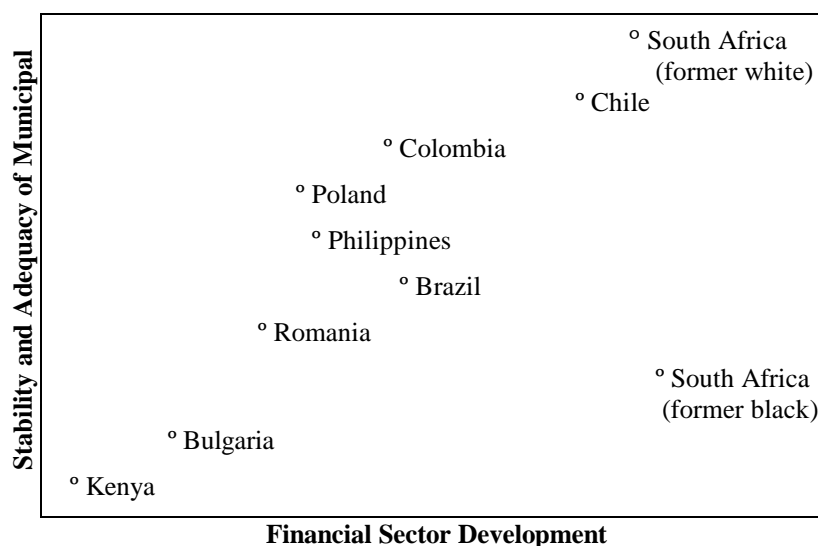 Stability and Adequacy of Municipal
° South Africa
(former white)
° Chile
° Colombia
° Poland
° Philippines
° Brazil
° Romania
° South Africa
(former black)
° Bulgaria
° Kenya
Financial Sector Development